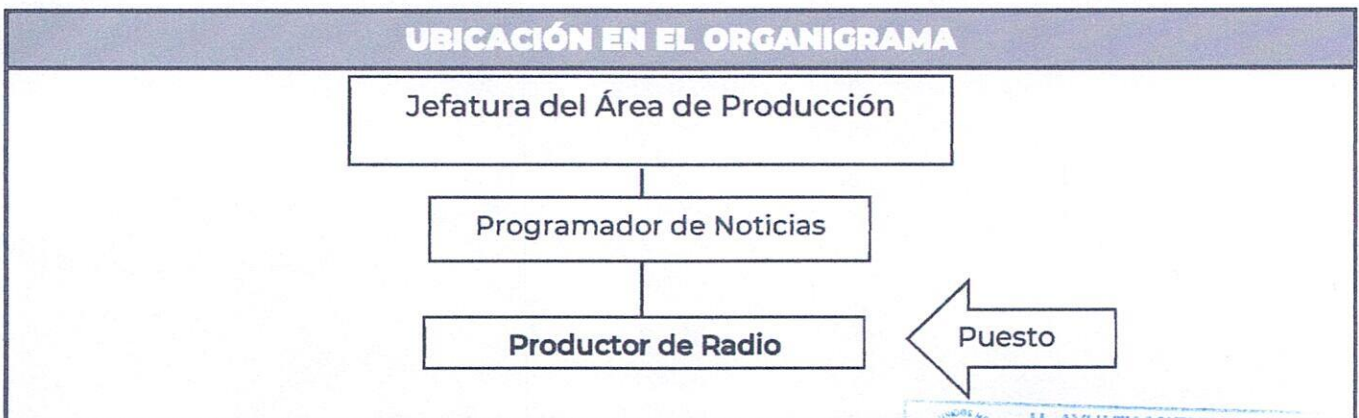 UBICACIÓN EN EL ORGANIGRAMA
Jefatura del Área de Producción
Programador de Noticias
Productor de Radio
Puesto